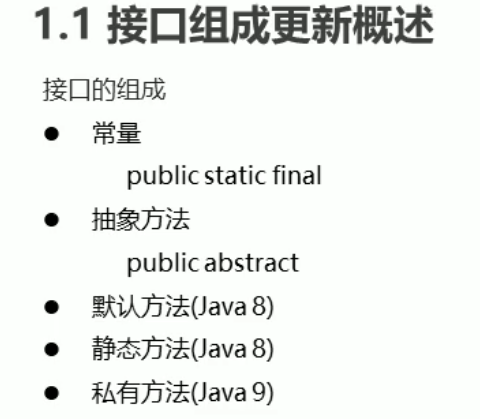 1.1 接口组成更新概述
接口的组成
● 常量
public static final
● 抽象方法
public abstract
● 默认方法(Java 8)
● 静态方法(Java 8)
● 私有方法(Java 9)